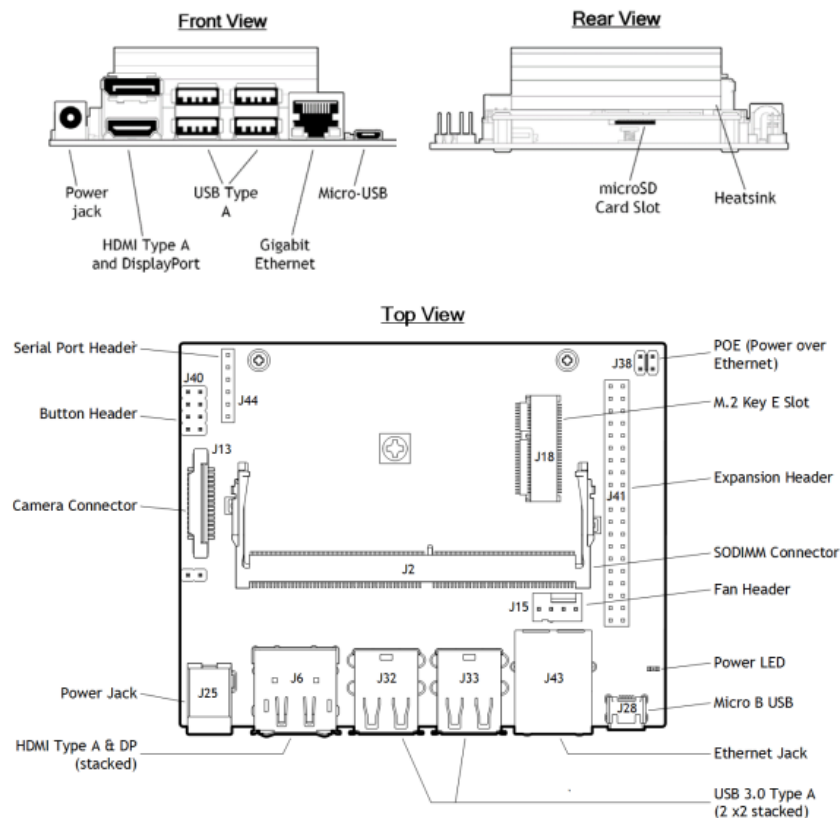 Front View
Rear View
Power
jack
USB Type
A
Micro-USB
HDMI Type A
and DisplayPort
Gigabit
Ethernet
microSD
Card Slot
Heatsink
Top View
Serial Port Header
J40
J44
Button Header
J13
Camera Connector
J38
POE (Power over
Ethernet)
M.2 Key E Slot
J18
J41
Expansion Header
J2
SODIMM Connector
J15
Fan Header
Power LED
J25
J6
J32
J33
J43
J28
Power Jack
Micro B USB
HDMI Type A & DP
(stacked)
Ethernet Jack
USB 3.0 Type A
(2 x2 stacked)